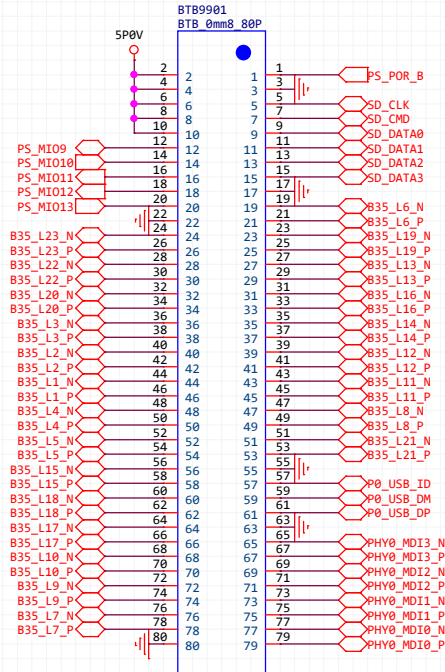 BTB9901
BTB_0mm8_80P
5P0V
2 2 1 1 PS_POR_B
4 4 3 3
6 6 5 5 SD_CLK
8 8 7 7 SD_CMD
10 10 9 9 SD_DATA0
PS_MIO9 12 12 11 11 SD_DATA1
PS_MIO10 14 14 13 13 SD_DATA2
PS_MIO11 16 16 15 15 SD_DATA3
PS_MIO12 18 18 17 17
PS_MIO13 20 20 19 19 B35_L6_N
22 22 21 21 B35_L6_P
B35_L23_N 24 24 23 23 B35_L19_N
B35_L23_P 26 26 25 25 B35_L19_P
B35_L22_N 28 28 27 27 B35_L13_N
B35_L22_P 30 30 29 29 B35_L13_P
B35_L20_N 32 32 31 31 B35_L16_N
B35_L20_P 34 34 33 33 B35_L16_P
B35_L3_N 36 36 35 35 B35_L14_N
B35_L3_P 38 38 37 37 B35_L14_P
B35_L2_N 40 40 39 39 B35_L12_N
B35_L2_P 42 42 41 41 B35_L12_P
B35_L1_N 44 44 43 43 B35_L11_N
B35_L1_P 46 46 45 45 B35_L11_P
B35_L4_N 48 48 47 47 B35_L8_N
B35_L4_P 50 50 49 49 B35_L8_P
B35_L5_N 52 52 51 51 B35_L21_N
B35_L5_P 54 54 53 53 B35_L21_P
B35_L15_N 56 56 55 55
B35_L15_P 58 58 57 57 P0_USB_ID
B35_L18_N 60 60 59 59 P0_USB_DM
B35_L18_P 62 62 61 61 P0_USB_DP
B35_L17_N 64 64 63 63
B35_L17_P 66 66 65 65 PHY0_MDI3_N
B35_L10_N 68 68 67 67 PHY0_MDI3_P
B35_L10_P 70 70 69 69 PHY0_MDI2_N
B35_L9_N 72 72 71 71 PHY0_MDI2_P
B35_L9_P 74 74 73 73 PHY0_MDI1_N
B35_L7_N 76 76 75 75 PHY0_MDI1_P
B35_L7_P 78 78 77 77 PHY0_MDI0_N
80 80 79 79 PHY0_MDI0_P